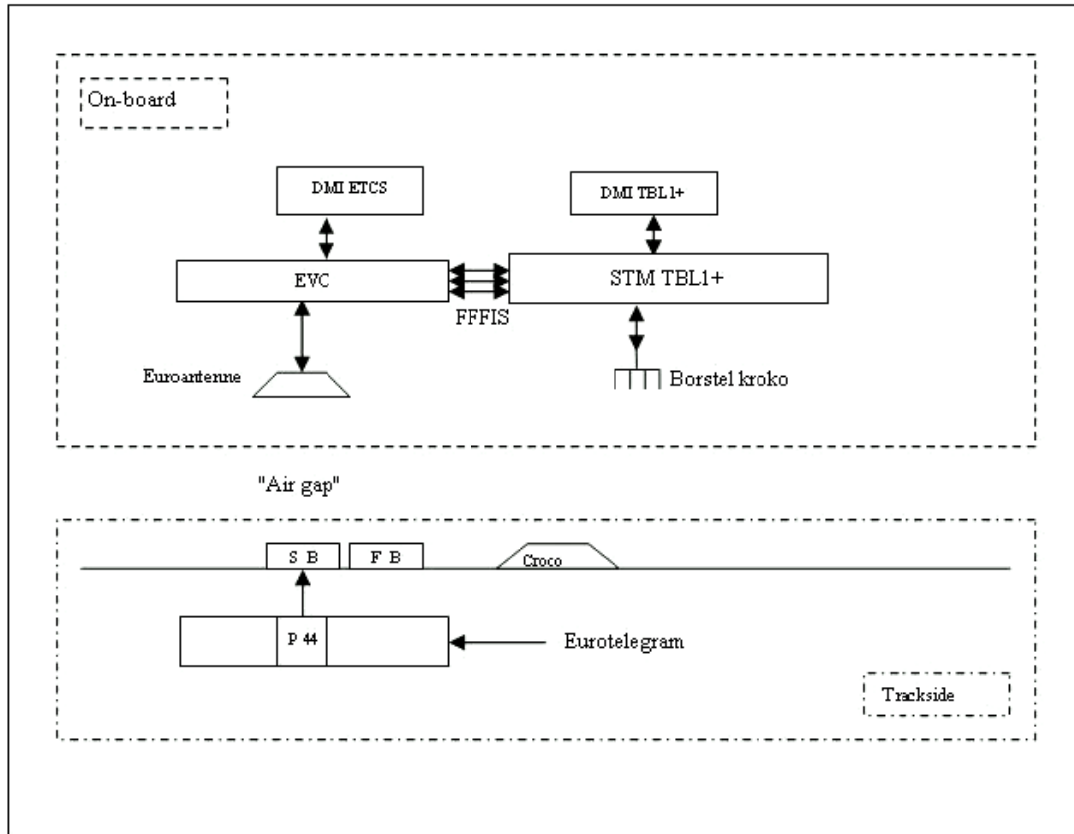 On-board
DMI ETCS
DMI TBL1+
EVC
STM TBL1+
FFFIS
Euroantenne
Borstel kroko
"Air gap"
S B
F B
Croco
P 44
Eurotelegram
Trackside